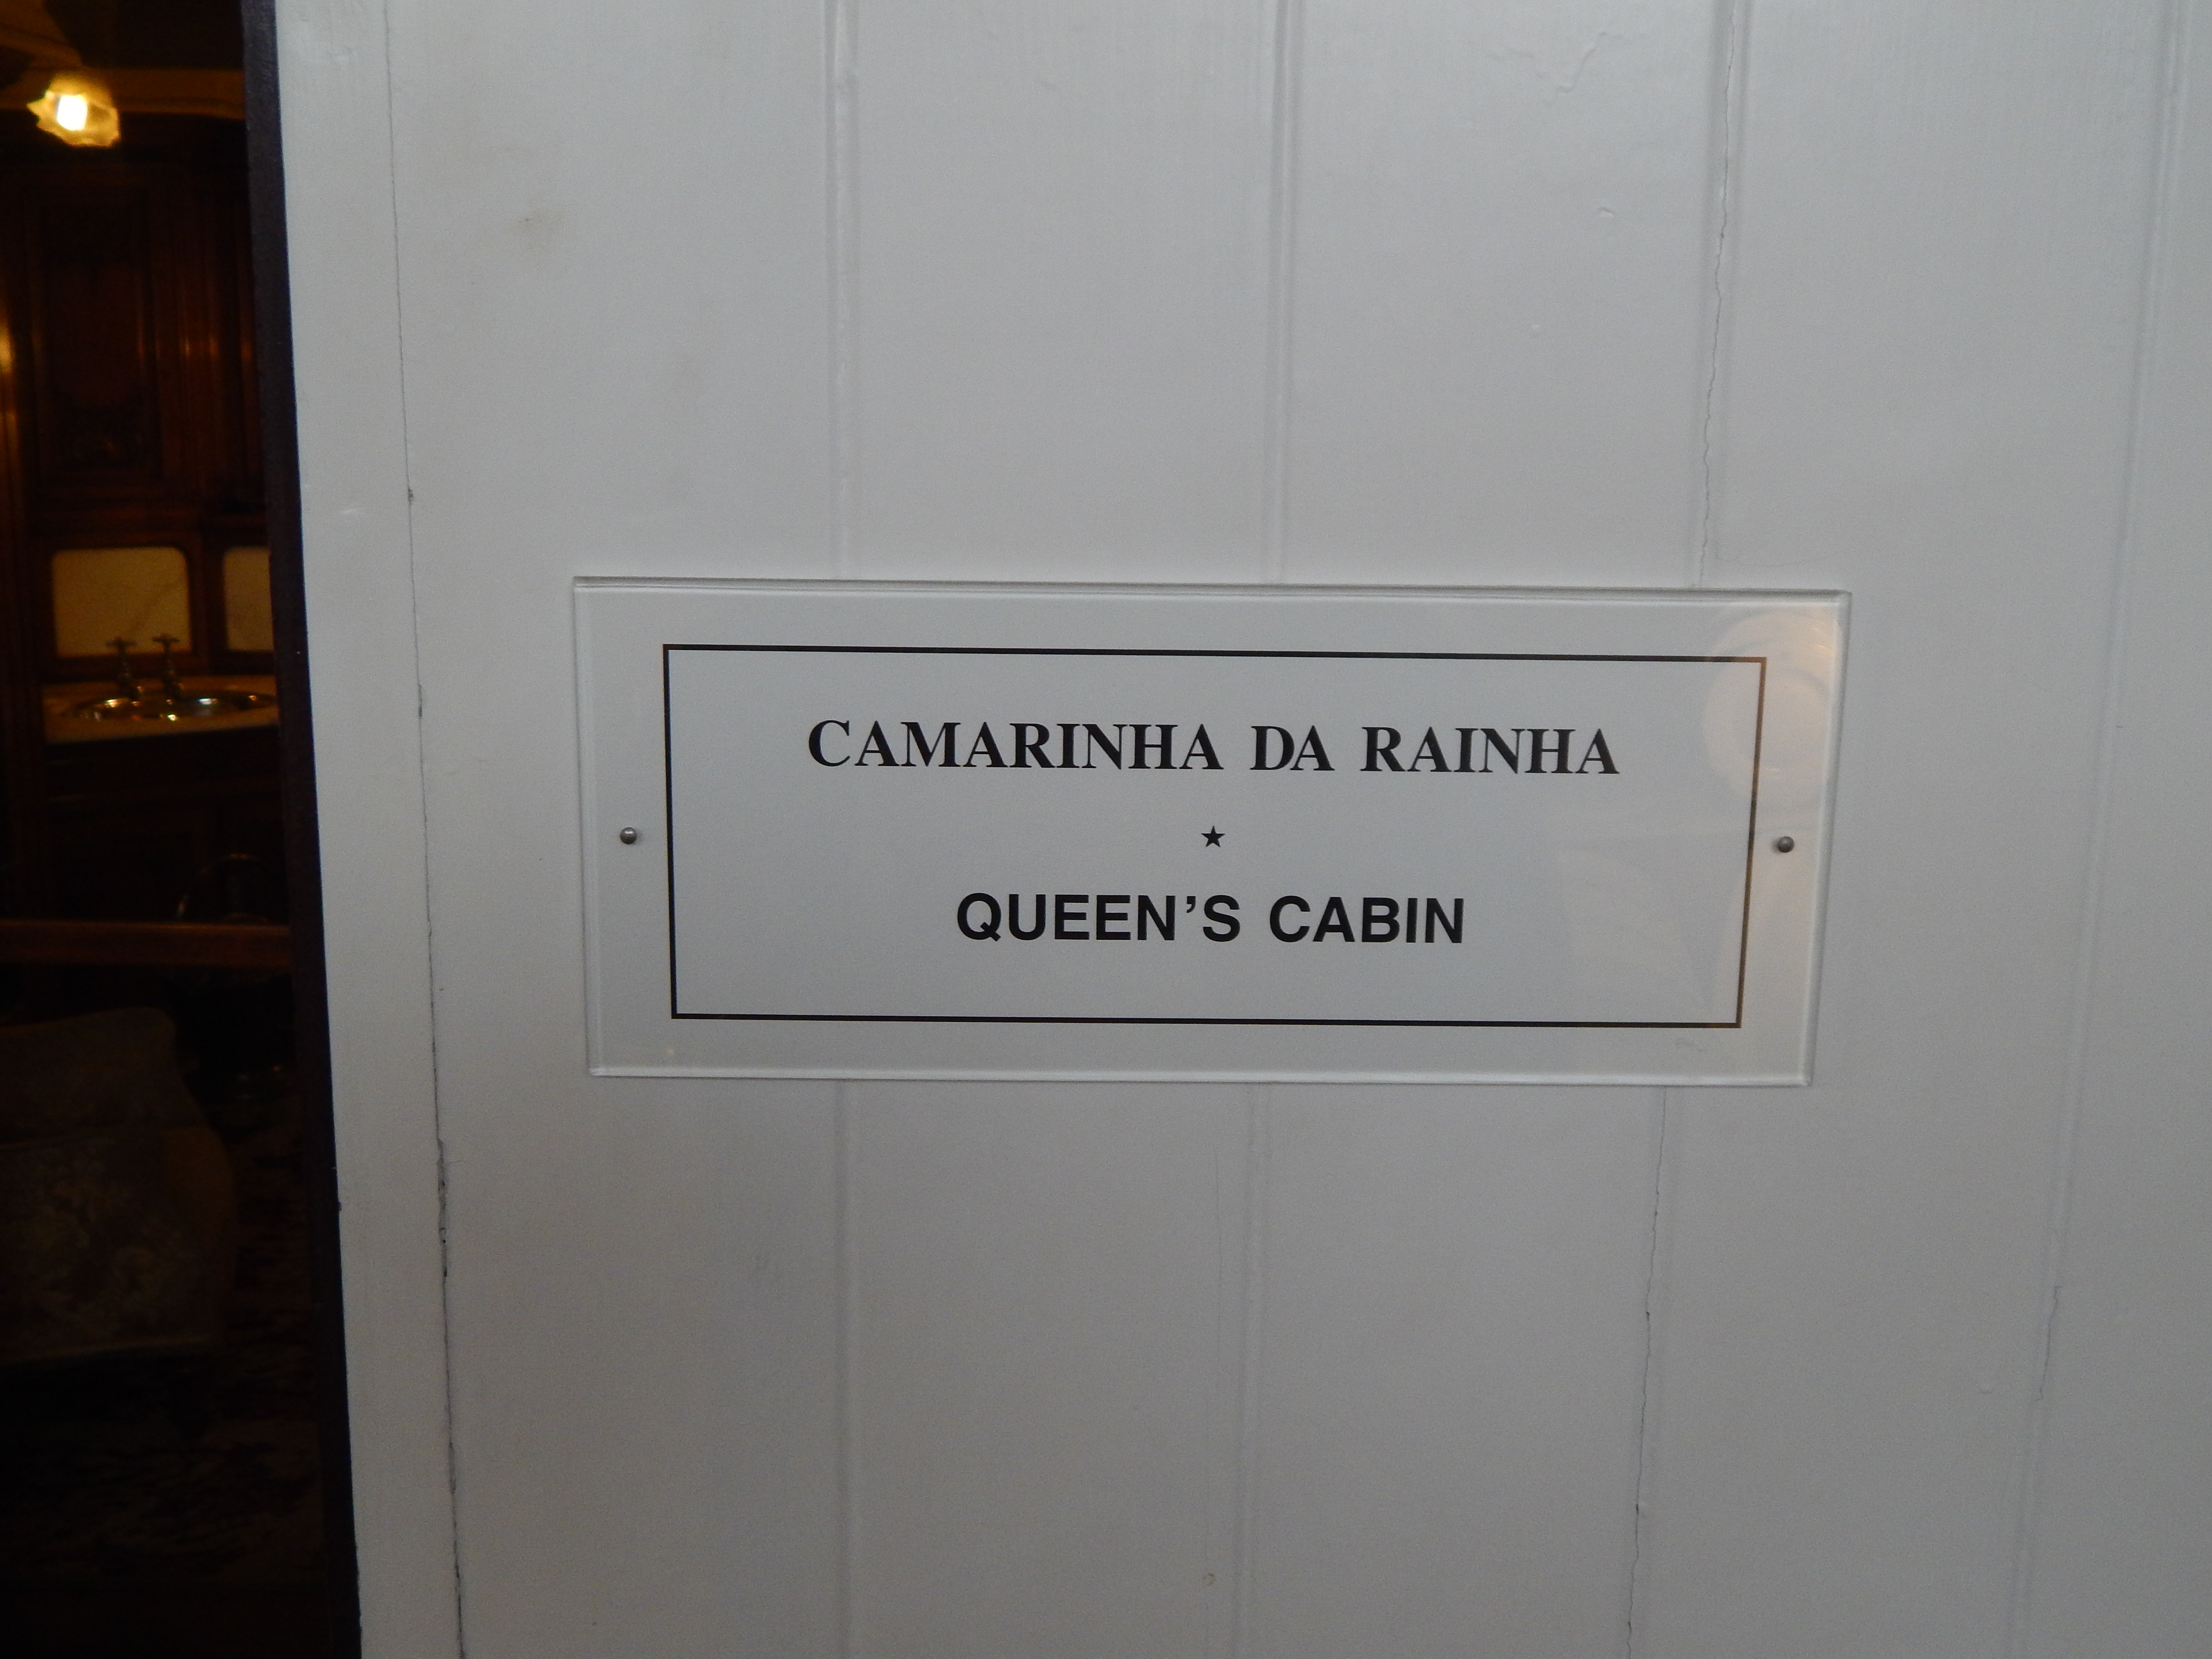 CAMARINHA DA RAINHA
★
QUEEN’S CABIN